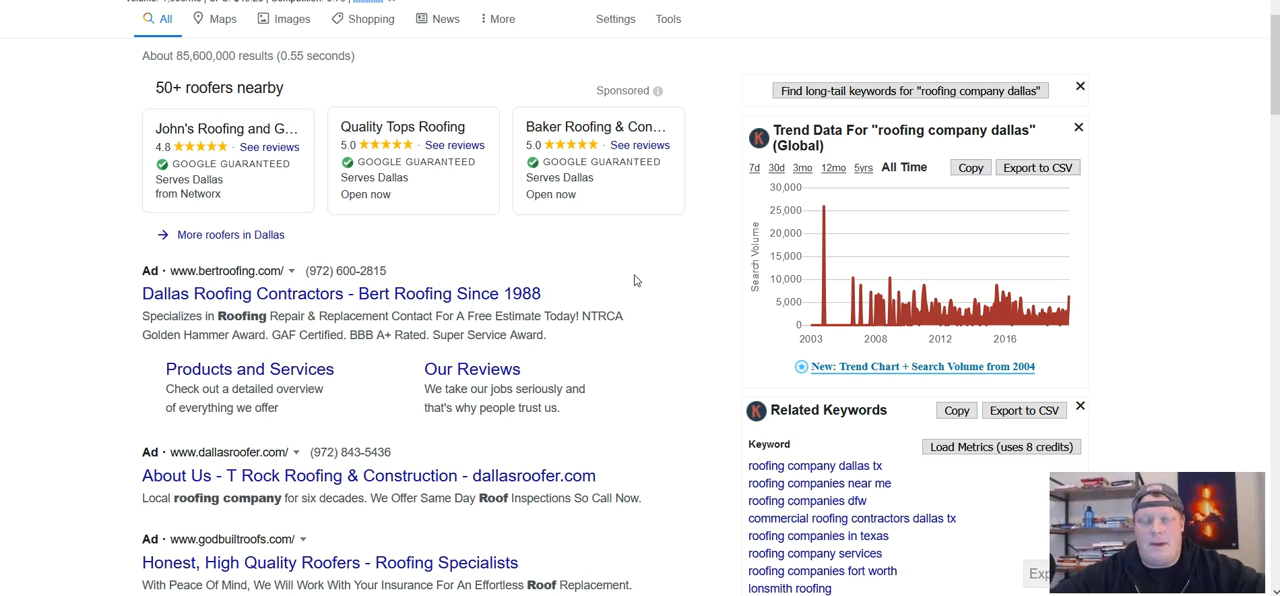 All
Maps
Images
Shopping
News
More
Settings
Tools
About 85,600,000 results (0.55 seconds)
50+ roofers nearby
Sponsored
John's Roofing and G...
4.8 See reviews
GOOGLE GUARANTEED
Serves Dallas
from Networx
Quality Tops Roofing
5.0 See reviews
GOOGLE GUARANTEED
Serves Dallas
Open now
Baker Roofing & Con...
5.0 See reviews
GOOGLE GUARANTEED
Serves Dallas
Open now
More roofers in Dallas
Ad · www.bertroofing.com/ (972) 600-2815
Dallas Roofing Contractors - Bert Roofing Since 1988
Specializes in Roofing Repair & Replacement Contact For A Free Estimate Today! NTRCA
Golden Hammer Award. GAF Certified. BBB A+ Rated. Super Service Award.
Products and Services
Check out a detailed overview
of everything we offer
Our Reviews
We take our jobs seriously and
that's why people trust us.
Ad · www.dallasroofer.com/ (972) 843-5436
About Us - T Rock Roofing & Construction - dallasroofer.com
Local roofing company for six decades. We Offer Same Day Roof Inspections So Call Now.
Ad · www.godbuiltroofs.com/
Honest, High Quality Roofers - Roofing Specialists
With Peace Of Mind, We Will Work With Your Insurance For An Effortless Roof Replacement.
Find long-tail keywords for "roofing company dallas"
K
Trend Data For "roofing company dallas"
(Global)
7d 30d 3mo 12mo 5yrs All Time
Copy
Export to CSV
Search Volume
30,000
25,000
20,000
15,000
10,000
5,000
0
2003 2008 2012 2016
New: Trend Chart + Search Volume from 2004
K
Related Keywords
Copy
Export to CSV
Keyword
Load Metrics (uses 8 credits)
roofing company dallas tx
roofing companies near me
roofing companies dfw
commercial roofing contractors dallas tx
roofing companies in texas
roofing company services
roofing companies fort worth
lonsmith roofing